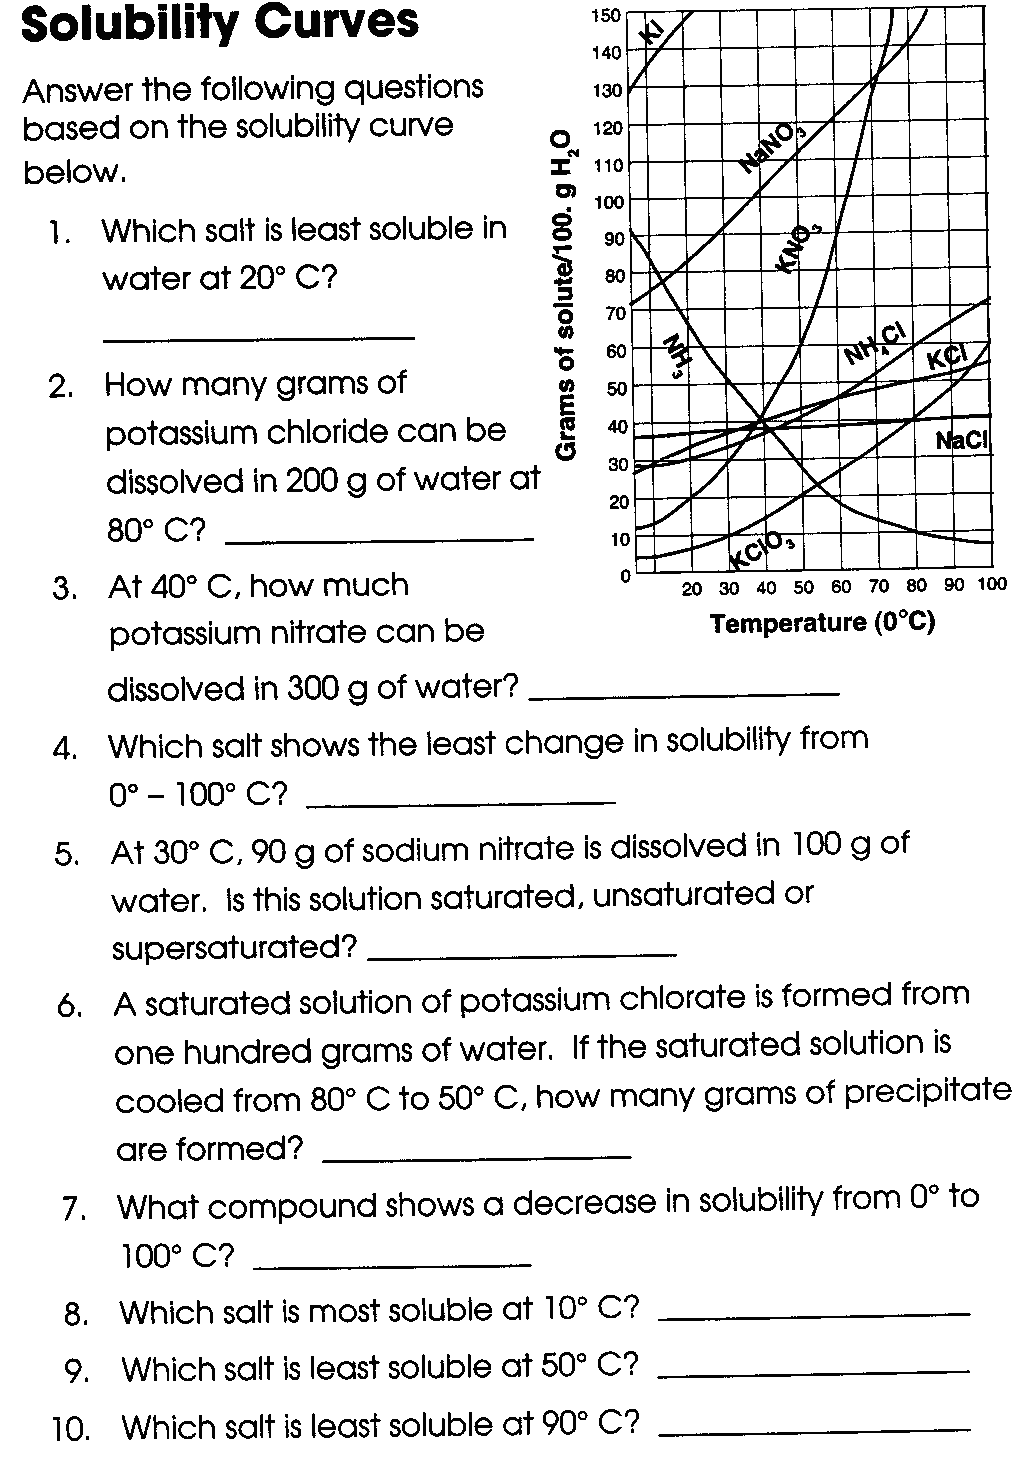 Solubility Curves
Answer the following questions
based on the solubility curve
below.
1. Which salt is least soluble in
water at 20° C?
2. How many grams of
potassium chloride can be
dissolved in 200 g of water at
80° C?
3. At 40° C, how much
potassium nitrate can be
dissolved in 300 g of water?
4. Which salt shows the least change in solubility from
0° – 100° C?
5. At 30° C, 90 g of sodium nitrate is dissolved in 100 g of
water. Is this solution saturated, unsaturated or
supersaturated?
6. A saturated solution of potassium chlorate is formed from
one hundred grams of water. If the saturated solution is
cooled from 80° C to 50° C, how many grams of precipitate
are formed?
7. What compound shows a decrease in solubility from 0° to
100° C?
8. Which salt is most soluble at 10° C?
9. Which salt is least soluble at 50° C?
10. Which salt is least soluble at 90° C?
Grams of solute/100. g H₂O
150
140
130
120
110
100
90
80
70
60
50
40
30
20
10
0
KI
NaNO₃
KNO₃
NH₃
NH₄Cl
KCl
NaCl
KClO₃
20 30 40 50 60 70 80 90 100
Temperature (0°C)